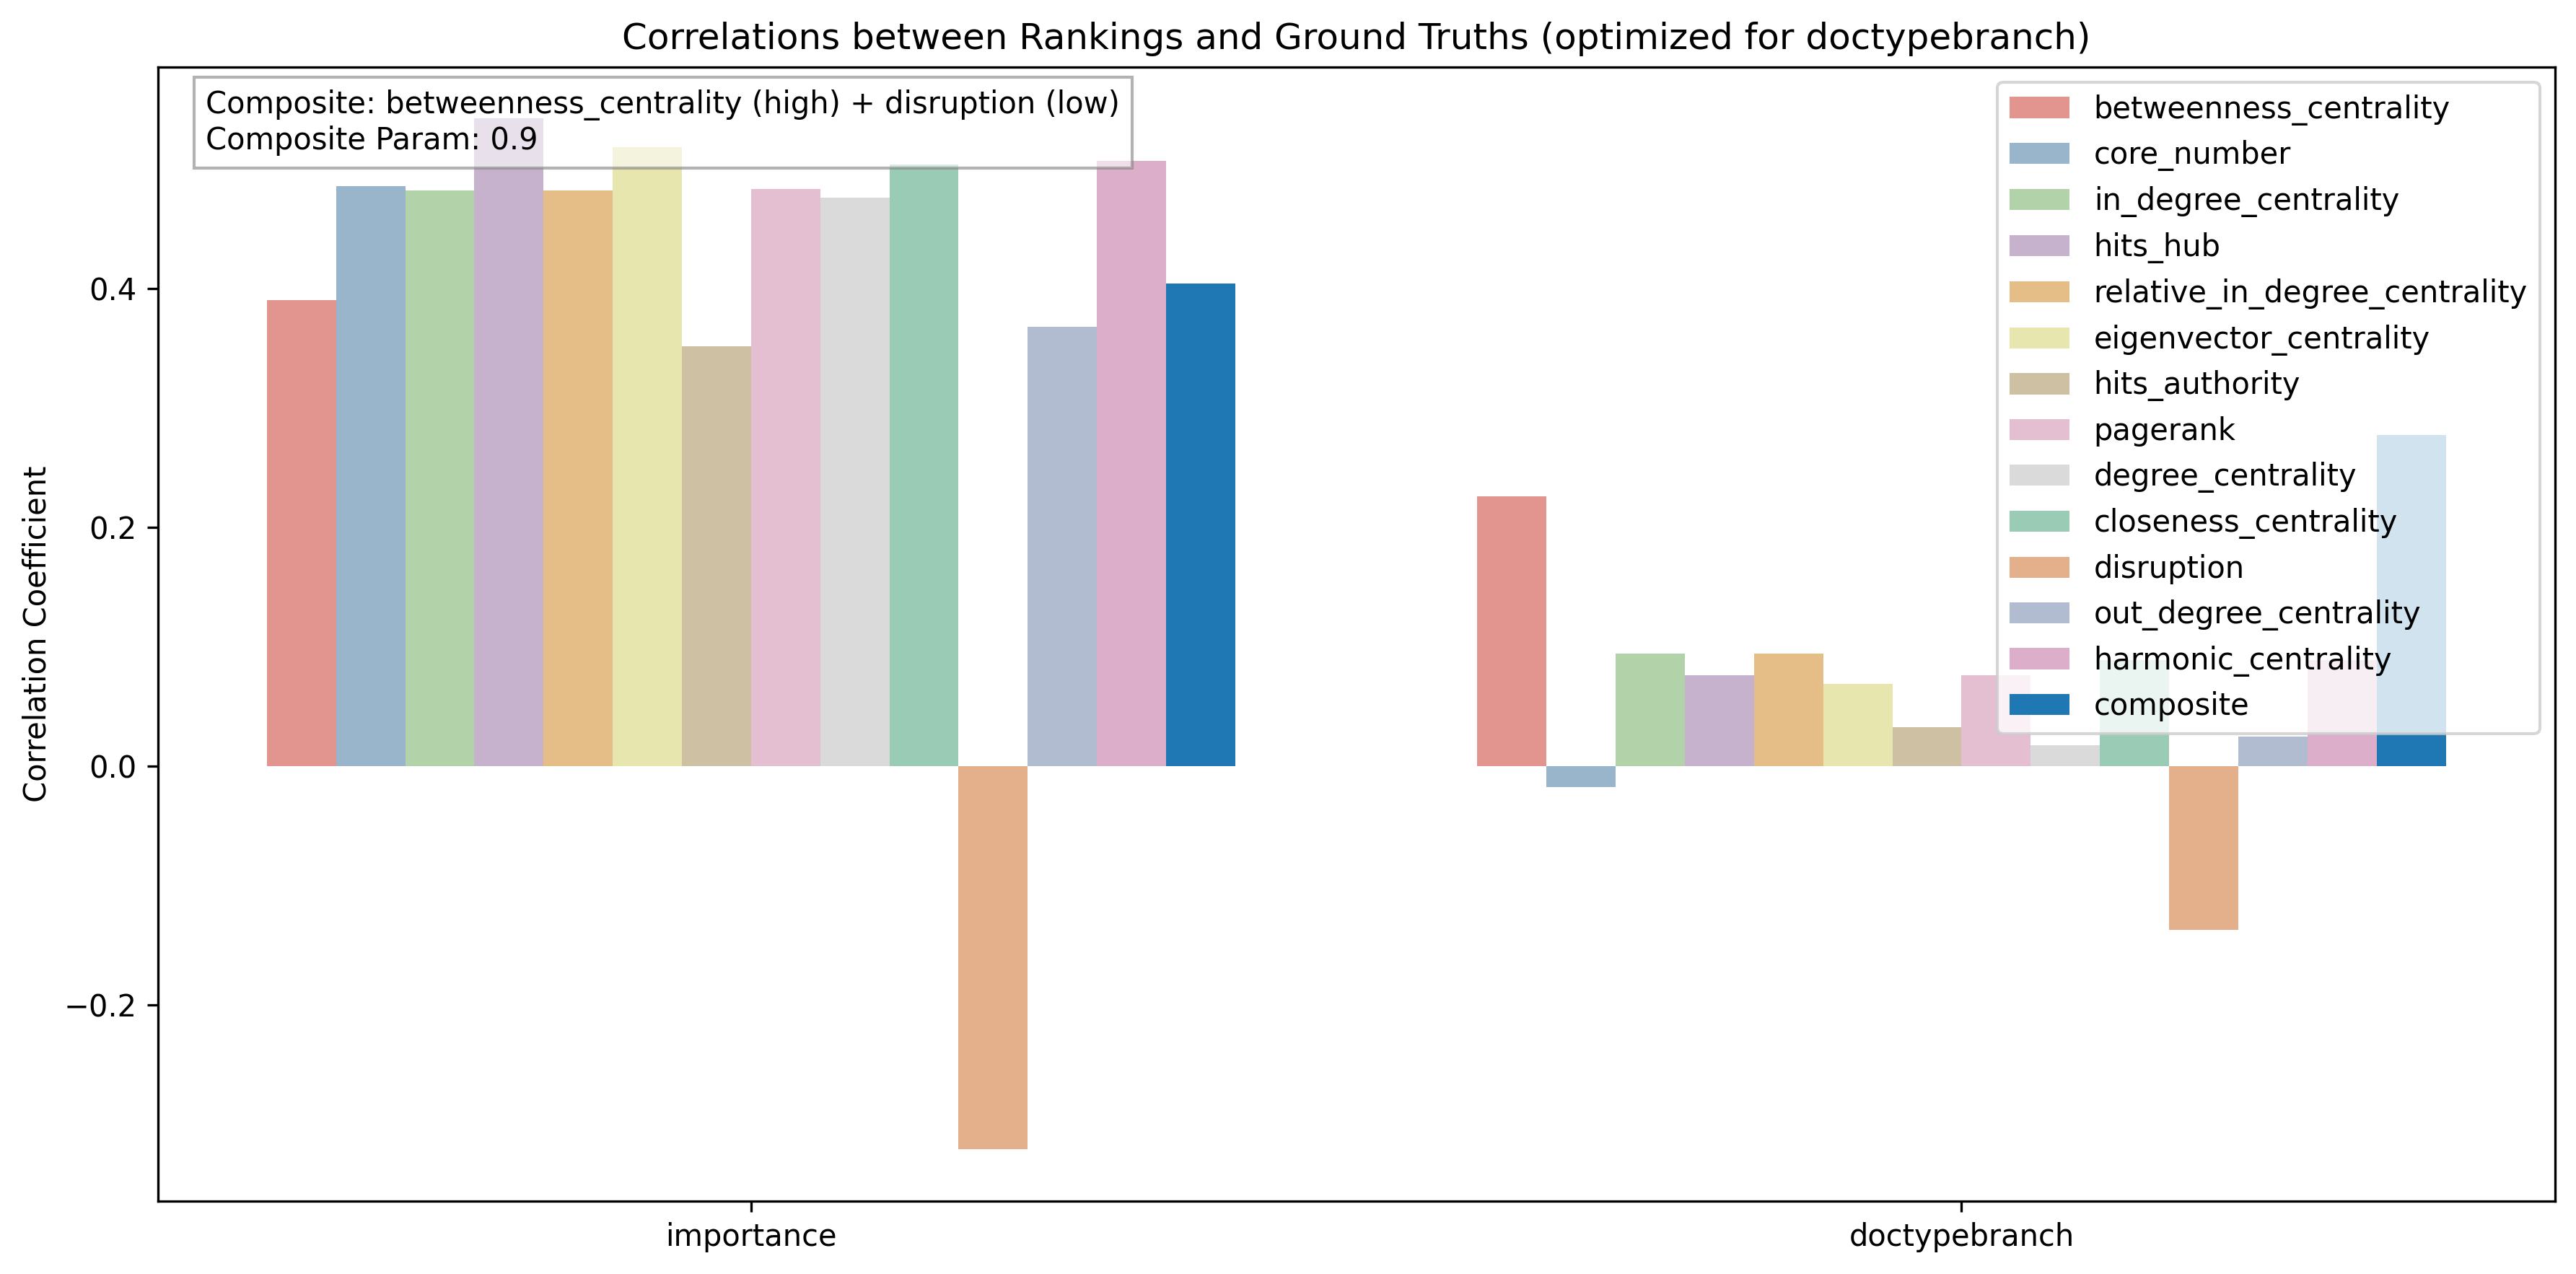 Correlations between Rankings and Ground Truths (optimized for doctypebranch)
Composite: betweenness_centrality (high) + disruption (low)
Composite Param: 0.9
betweenness_centrality
core_number
in_degree_centrality
hits_hub
relative_in_degree_centrality
eigenvector_centrality
hits_authority
pagerank
degree_centrality
closeness_centrality
disruption
out_degree_centrality
harmonic_centrality
composite
Correlation Coefficient
0.4
0.2
0.0
−0.2
importance
doctypebranch